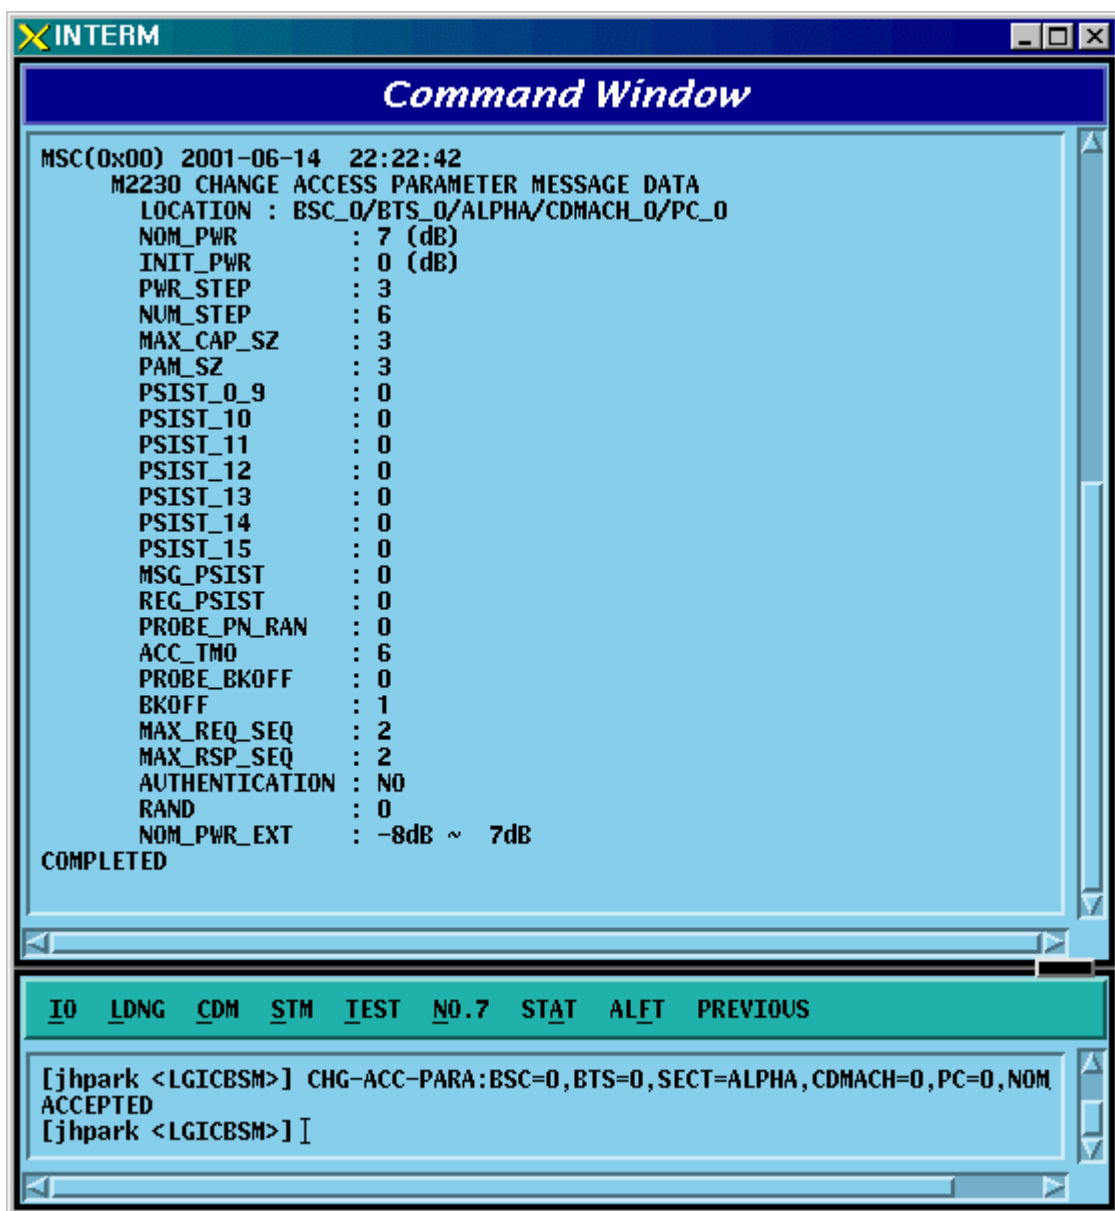 INTERM
Command Window
MSC(0x00) 2001-06-14 22:22:42
M2230 CHANGE ACCESS PARAMETER MESSAGE DATA
LOCATION : BSC_0/BTS_0/ALPHA/CDMACH_0/PC_0
NOM_PWR : 7 (dB)
INIT_PWR : 0 (dB)
PWR_STEP : 3
NUM_STEP : 6
MAX_CAP_SZ : 3
PAM_SZ : 3
PSIST_0_9 : 0
PSIST_10 : 0
PSIST_11 : 0
PSIST_12 : 0
PSIST_13 : 0
PSIST_14 : 0
PSIST_15 : 0
MSG_PSIST : 0
REG_PSIST : 0
PROBE_PN_RAN : 0
ACC_TMO : 6
PROBE_BKOFF : 0
BKOFF : 1
MAX_REQ_SEQ : 2
MAX_RSP_SEQ : 2
AUTHENTICATION : NO
RAND : 0
NOM_PWR_EXT : -8dB ~ 7dB
COMPLETED
IO LDNG CDM STM TEST NO.7 STAT ALFT PREVIOUS
[jhpark <LGICBSM>] CHG-ACC-PARA:BSC=0,BTS=0,SECT=ALPHA,CDMACH=0,PC=0,NOM
ACCEPTED
[jhpark <LGICBSM>]